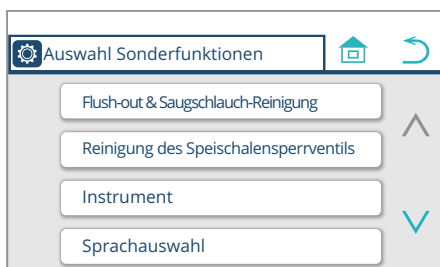 Auswahl Sonderfunktionen
Flush-out & Saugschlauch-Reinigung
Reinigung des Speischalensperrventils
Instrument
Sprachauswahl